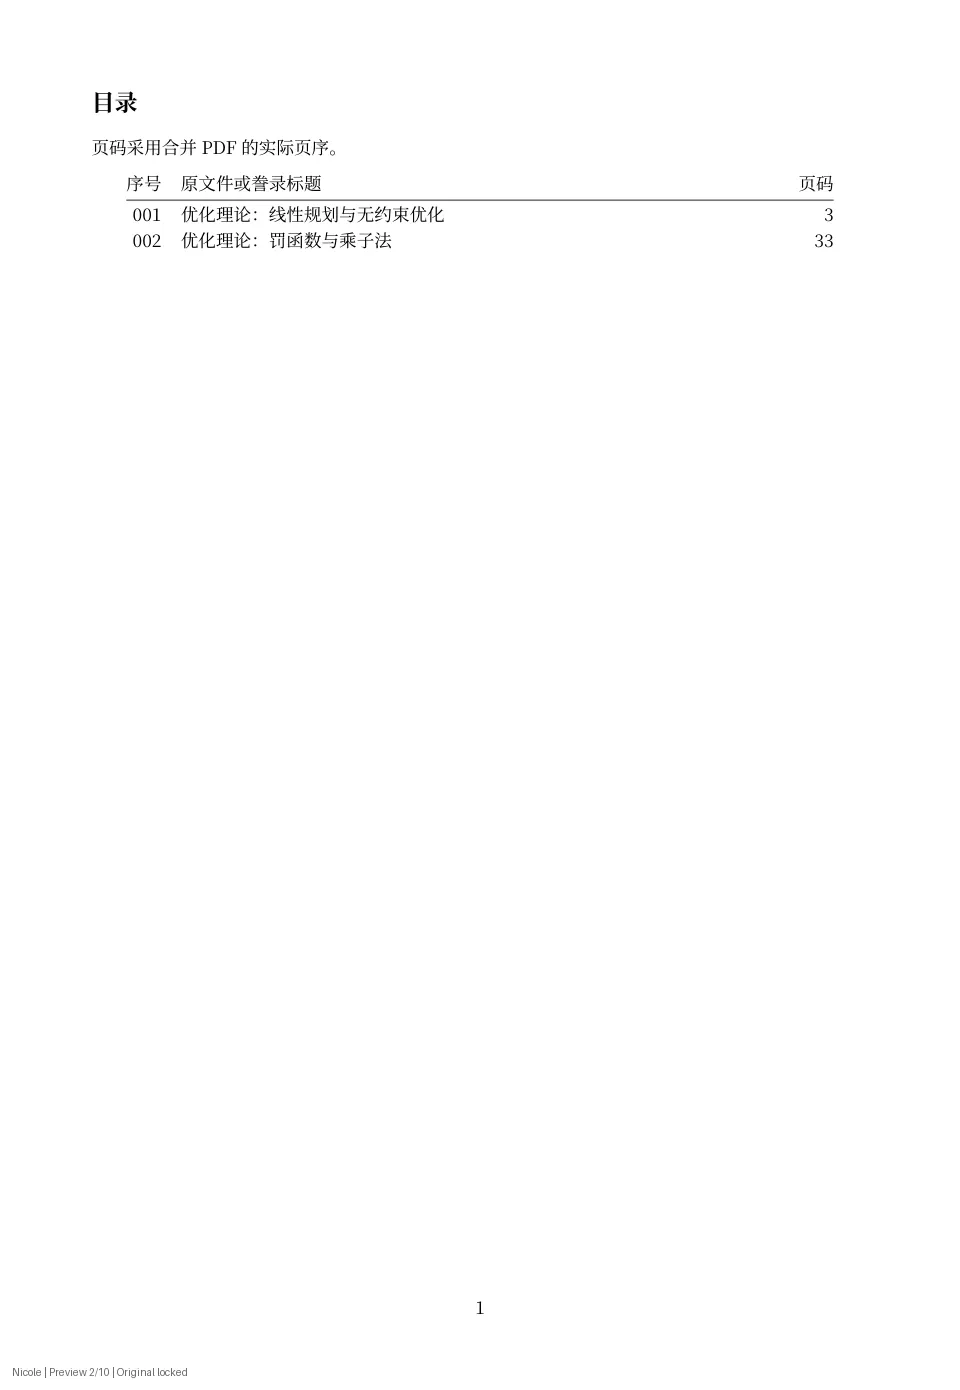 目录
页码采用合并 PDF 的实际页序。
序号 原文件或誊录标题 页码
001 优化理论：线性规划与无约束优化 3
002 优化理论：罚函数与乘子法 33
1
Nicole | Preview 2/10 | Original locked